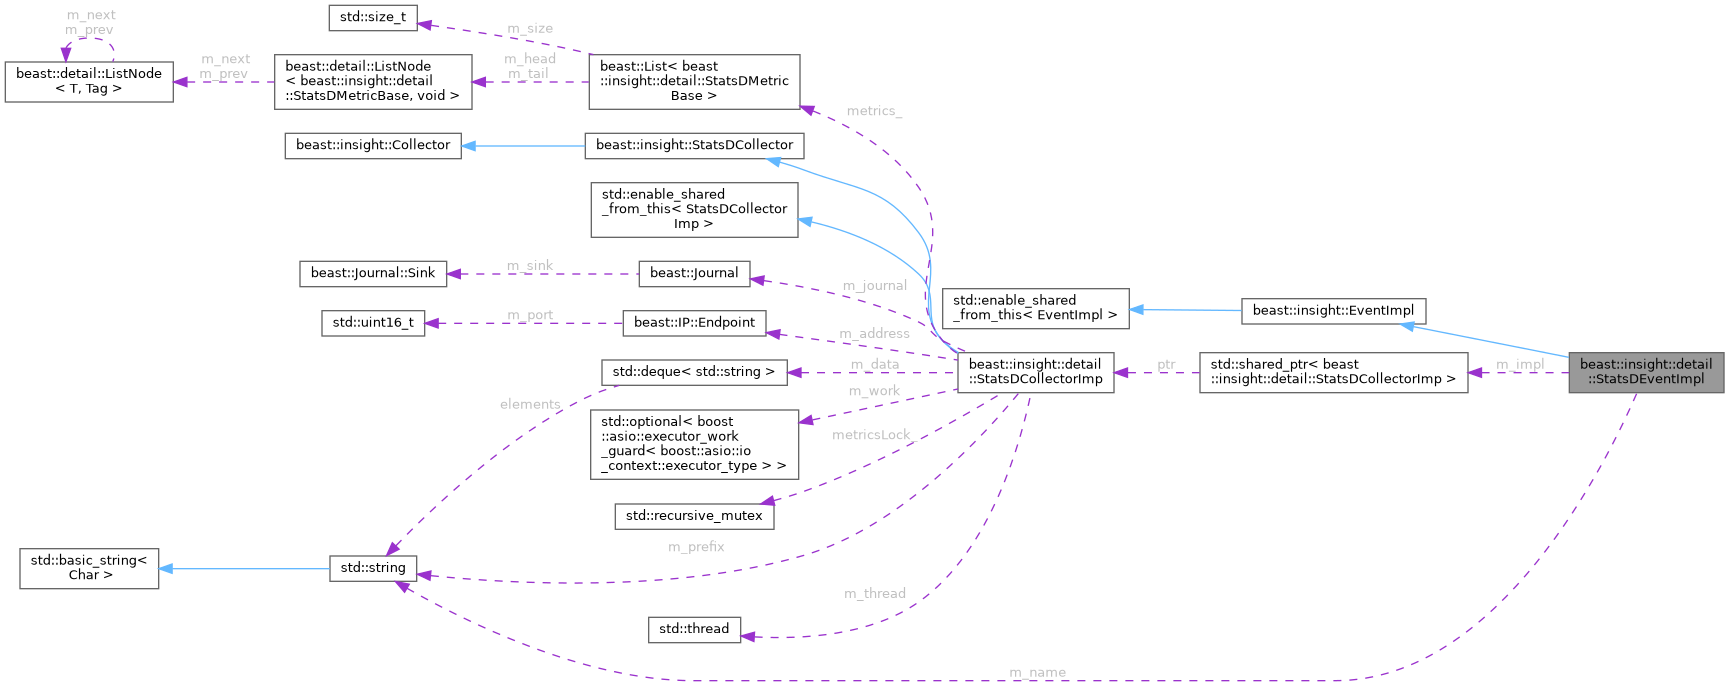 m_next
m_prev
std::size_t
m_size
beast::detail::ListNode
< T, Tag >
m_next
m_prev
beast::detail::ListNode
< beast::insight::detail
::StatsDMetricBase, void >
m_head
m_tail
beast::List< beast
::insight::detail::StatsDMetric
Base >
metrics_
beast::insight::Collector
beast::insight::StatsDCollector
std::enable_shared
_from_this< StatsDCollector
Imp >
beast::Journal::Sink
m_sink
beast::Journal
m_journal
std::uint16_t
m_port
beast::IP::Endpoint
m_address
std::enable_shared
_from_this< EventImpl >
beast::insight::EventImpl
std::deque< std::string >
m_data
beast::insight::detail
::StatsDCollectorImp
ptr
std::shared_ptr< beast
::insight::detail::StatsDCollectorImp >
m_impl
beast::insight::detail
::StatsDEventImpl
elements
m_work
std::optional< boost
::asio::executor_work
_guard< boost::asio::io
_context::executor_type > >
metricsLock_
std::recursive_mutex
m_prefix
std::basic_string<
Char >
std::string
m_thread
std::thread
m_name